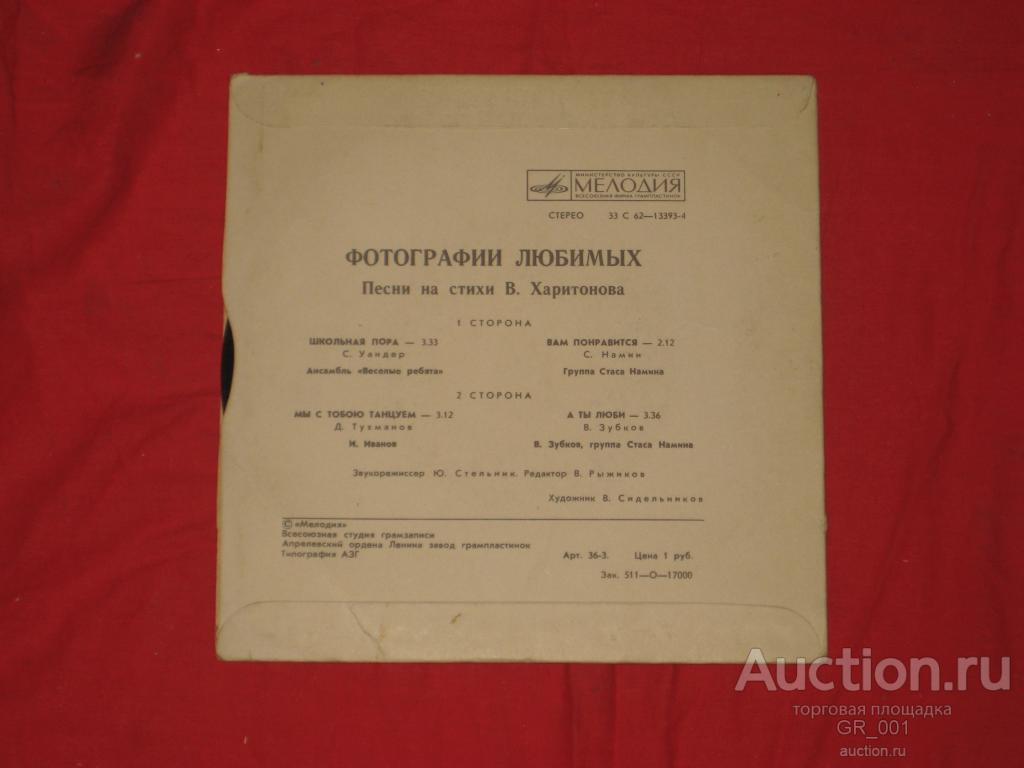 МИНИСТЕРСТВО КУЛЬТУРЫ СССР
МЕЛОДИЯ
ВСЕСОЮЗНАЯ ФИРМА ГРАМПЛАСТИНОК
СТЕРЕО 33 С 62—13393-4
ФОТОГРАФИИ ЛЮБИМЫХ
Песни на стихи В. Харитонова
1 СТОРОНА
ШКОЛЬНАЯ ПОРА — 3.33
С. Уандер
Ансамбль «Веселые ребята»
ВАМ ПОНРАВИТСЯ — 2.12
С. Намин
Группа Стаса Намина
2 СТОРОНА
МЫ С ТОБОЮ ТАНЦУЕМ — 3.12
Д. Тухманов
И. Иванов
А ТЫ ЛЮБИ — 3.36
В. Зубков
В. Зубков, группа Стаса Намина
Звукорежиссер Ю. Стельник. Редактор В. Рыжиков
Художник В. Сидельников
© «Мелодия»
Всесоюзная студия грамзаписи
Апрелевский ордена Ленина завод грампластинок
Типография АЗГ
Арт. 36-3. Цена 1 руб.
Зак. 511—О—17000
Auction.ru
торговая площадка
GR_001
auction.ru